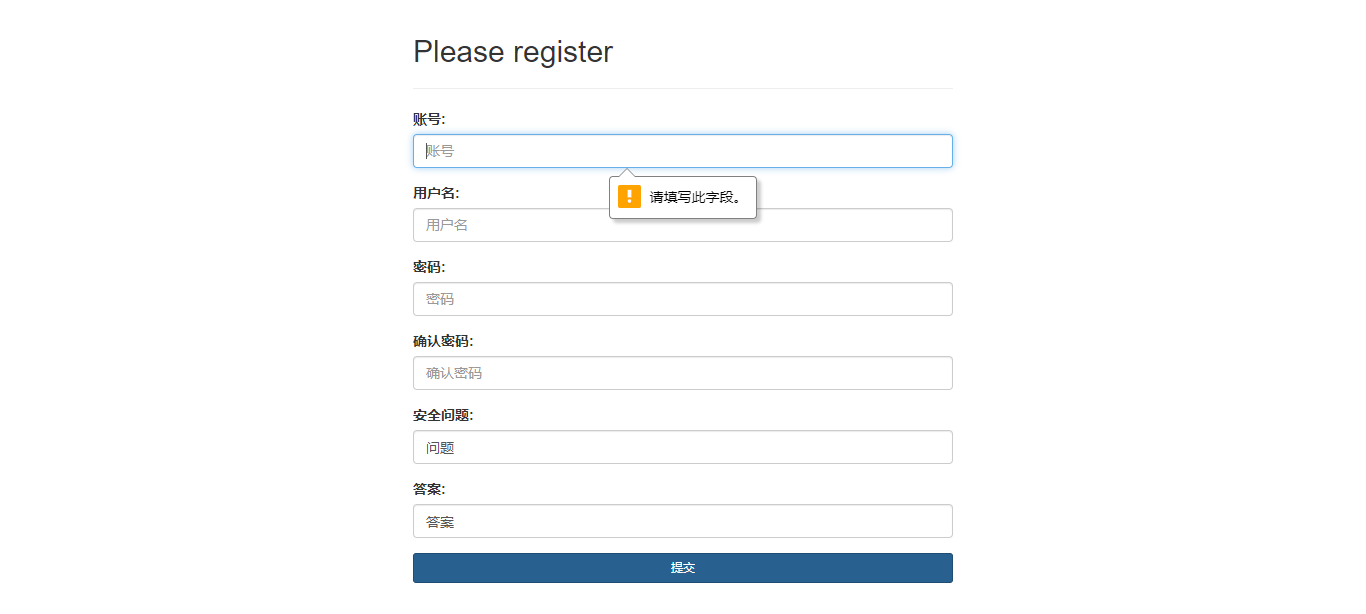 Please register
账号:
账号
请填写此字段。
用户名:
用户名
密码:
密码
确认密码:
确认密码
安全问题:
问题
答案:
答案
提交